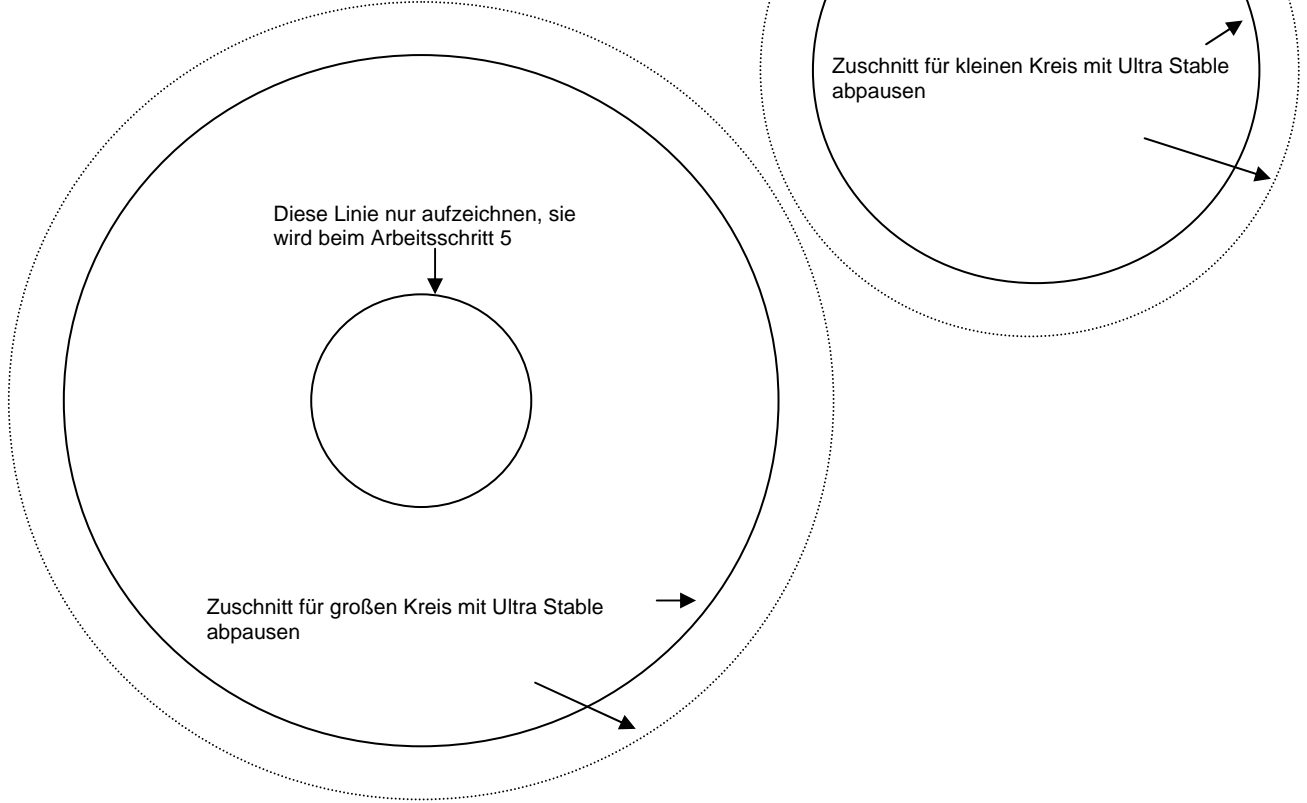 Zuschnitt für kleinen Kreis mit Ultra Stable
abpausen
Diese Linie nur aufzeichnen, sie
wird beim Arbeitsschritt 5
Zuschnitt für großen Kreis mit Ultra Stable
abpausen